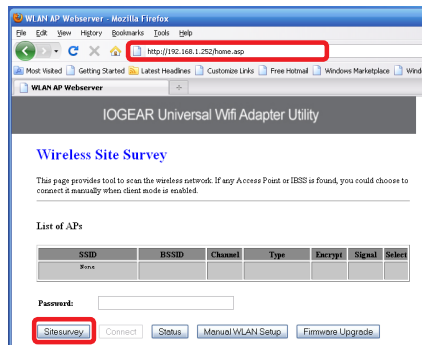 WLAN AP Webserver - Mozilla Firefox
File Edit View History Bookmarks Tools Help
http://192.168.1.252/home.asp
Most Visited Getting Started Latest Headlines Customize Links Free Hotmail Windows Marketplace Wind
WLAN AP Webserver
IOGEAR Universal Wifi Adapter Utility
Wireless Site Survey
This page provides tool to scan the wireless network. If any Access Point or IBSS is found, you could choose to
connect it manually when client mode is enabled.
List of APs
SSID BSSID Channel Type Encrypt Signal Select
None
Password:
Sitesurvey Connect Status Manual WLAN Setup Firmware Upgrade